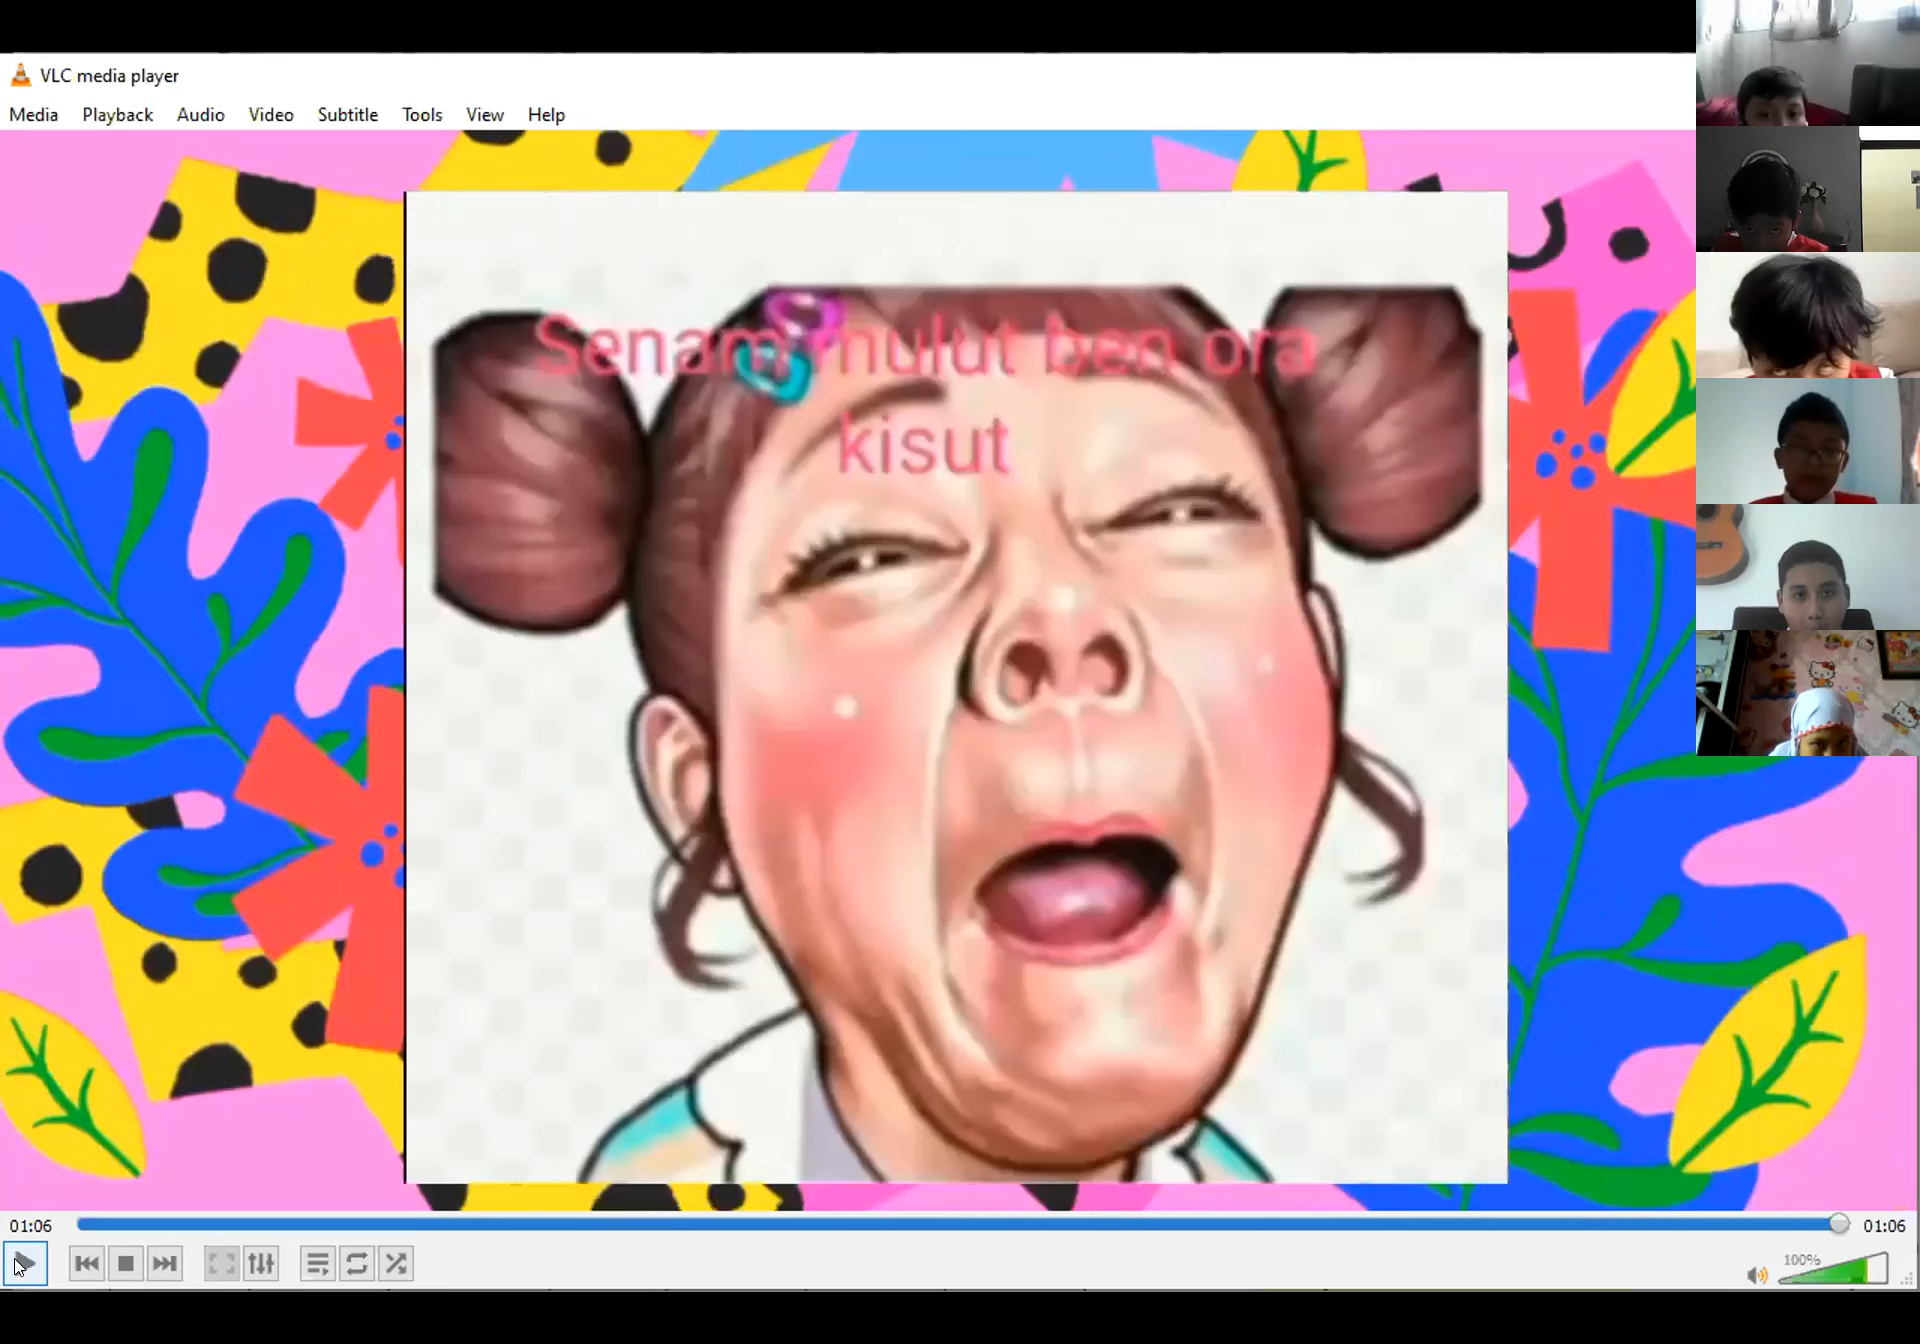 VLC media player
Media Playback Audio Video Subtitle Tools View Help
Senam mulut ben ora
kisut
01:06
01:06
100%